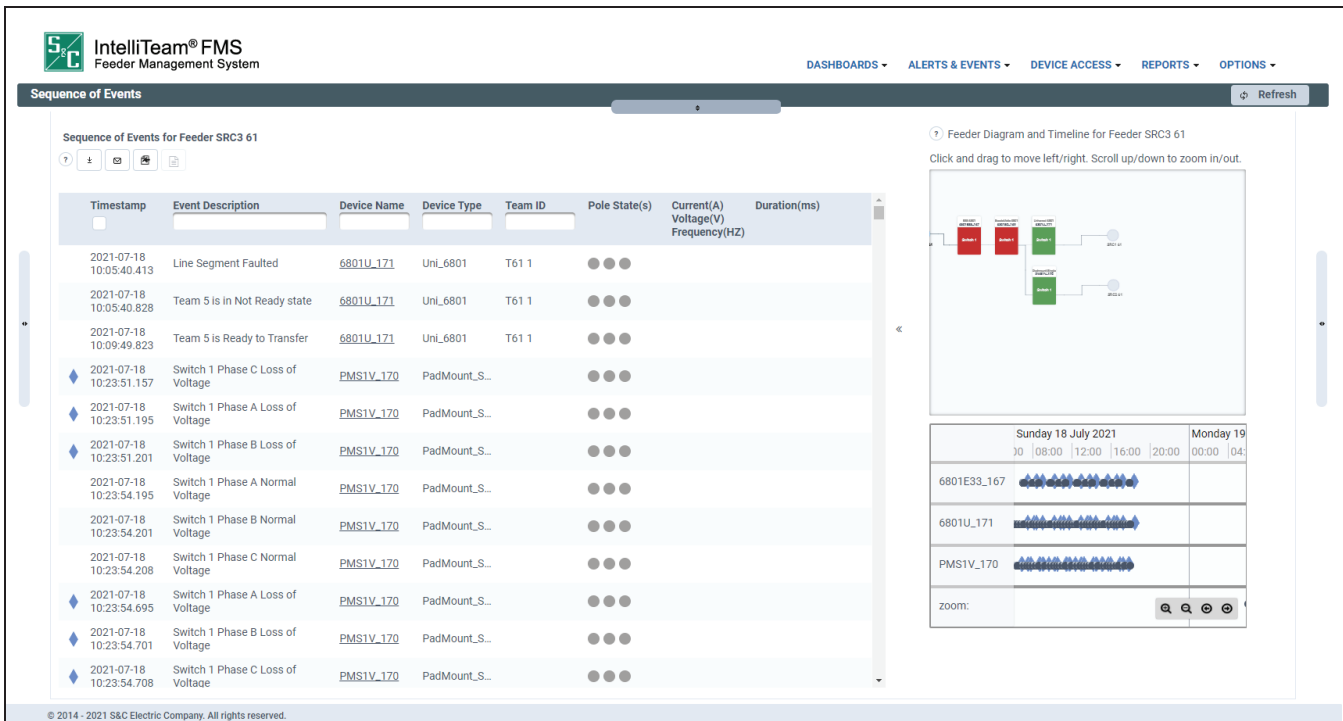 S&C
IntelliTeam® FMS
Feeder Management System
DASHBOARDS ALERTS & EVENTS DEVICE ACCESS REPORTS OPTIONS
Sequence of Events
Refresh
Sequence of Events for Feeder SRC3 61
? Feeder Diagram and Timeline for Feeder SRC3 61
?
Click and drag to move left/right. Scroll up/down to zoom in/out.
Timestamp Event Description Device Name Device Type Team ID Pole State(s) Current(A) Duration(ms)
Voltage(V)
Frequency(HZ)
2021-07-18
10:05:40.413 Line Segment Faulted 6801U_171 Uni_6801 T61 1
2021-07-18
10:05:40.828 Team 5 is in Not Ready state 6801U_171 Uni_6801 T61 1
2021-07-18
10:09:49.823 Team 5 is Ready to Transfer 6801U_171 Uni_6801 T61 1
2021-07-18 Switch 1 Phase C Loss of
10:23:51.157 Voltage PMS1V_170 PadMount_S...
2021-07-18 Switch 1 Phase A Loss of
10:23:51.195 Voltage PMS1V_170 PadMount_S...
2021-07-18 Switch 1 Phase B Loss of
10:23:51.201 Voltage PMS1V_170 PadMount_S...
2021-07-18 Switch 1 Phase A Normal
10:23:54.195 Voltage PMS1V_170 PadMount_S...
2021-07-18 Switch 1 Phase B Normal
10:23:54.201 Voltage PMS1V_170 PadMount_S...
2021-07-18 Switch 1 Phase C Normal
10:23:54.208 Voltage PMS1V_170 PadMount_S...
2021-07-18 Switch 1 Phase A Loss of
10:23:54.695 Voltage PMS1V_170 PadMount_S...
2021-07-18 Switch 1 Phase B Loss of
10:23:54.701 Voltage PMS1V_170 PadMount_S...
2021-07-18 Switch 1 Phase C Loss of
10:23:54.708 Voltage PMS1V_170 PadMount_S...
Switch 1 Switch 1 Switch 1
Switch 1
Sunday 18 July 2021 Monday 19
00 08:00 12:00 16:00 20:00 00:00 04:
6801E33_167
6801U_171
PMS1V_170
zoom:
© 2014 - 2021 S&C Electric Company. All rights reserved.